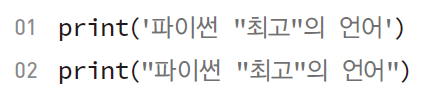 01 print('파이썬 "최고"의 언어')
02 print("파이썬 "최고"의 언어")